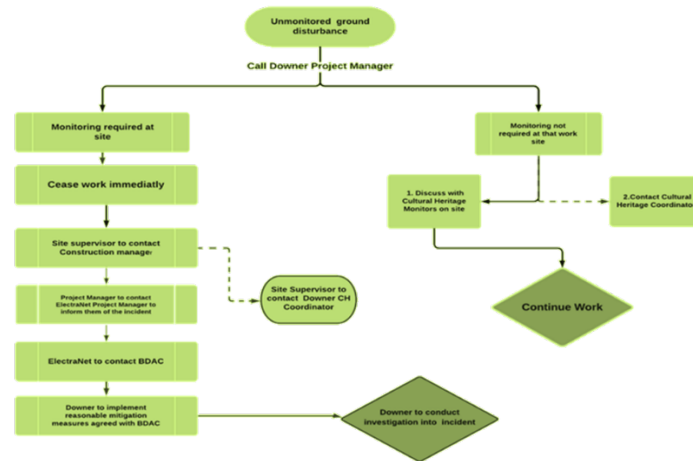 Unmonitored ground
disturbance
Call Downer Project Manager
Monitoring required at
site
Cease work immediatly
Site supervisor to contact
Construction manager
Project Manager to contact
ElectraNet Project Manager to
inform them of the incident
ElectraNet to contact BDAC
Downer to implement
reasonable mitigation
measures agreed with BDAC
Site Supervisor to
contact Downer CH
Coordinator
Downer to conduct
investigation into incident
Monitoring not
required at that work
site
1. Discuss with
Cultural Heritage
Monitors on site
2.Contact Cultural
Heritage Coordinator
Continue Work